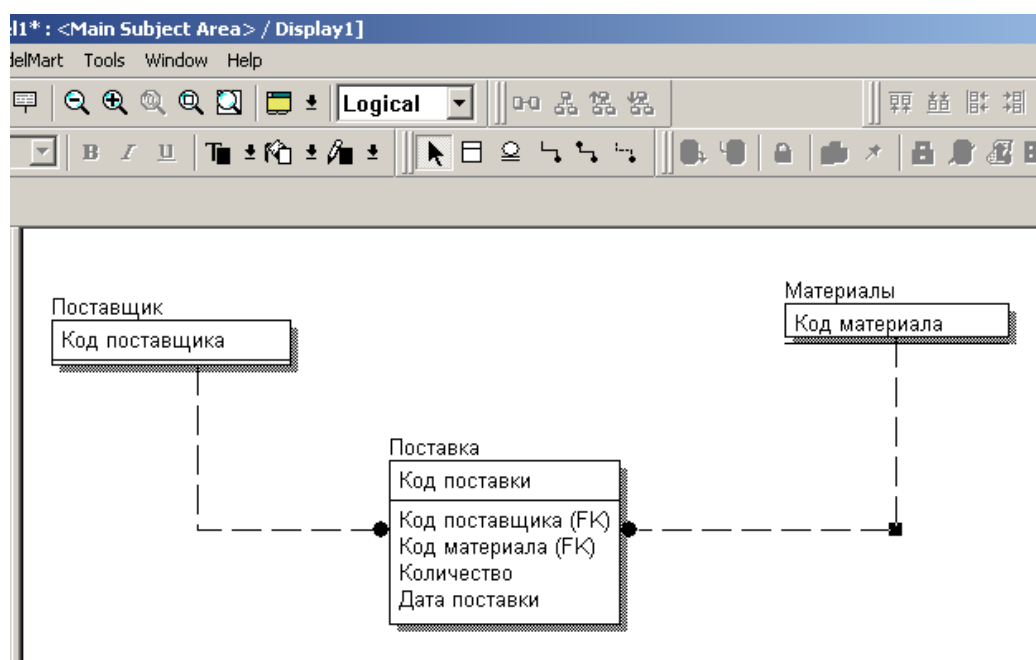 l1* : <Main Subject Area> / Display1]
delMart Tools Window Help
Logical
B I U T
Поставщик
Код поставщика
Материалы
Код материала
Поставка
Код поставки
Код поставщика (FK)
Код материала (FK)
Количество
Дата поставки